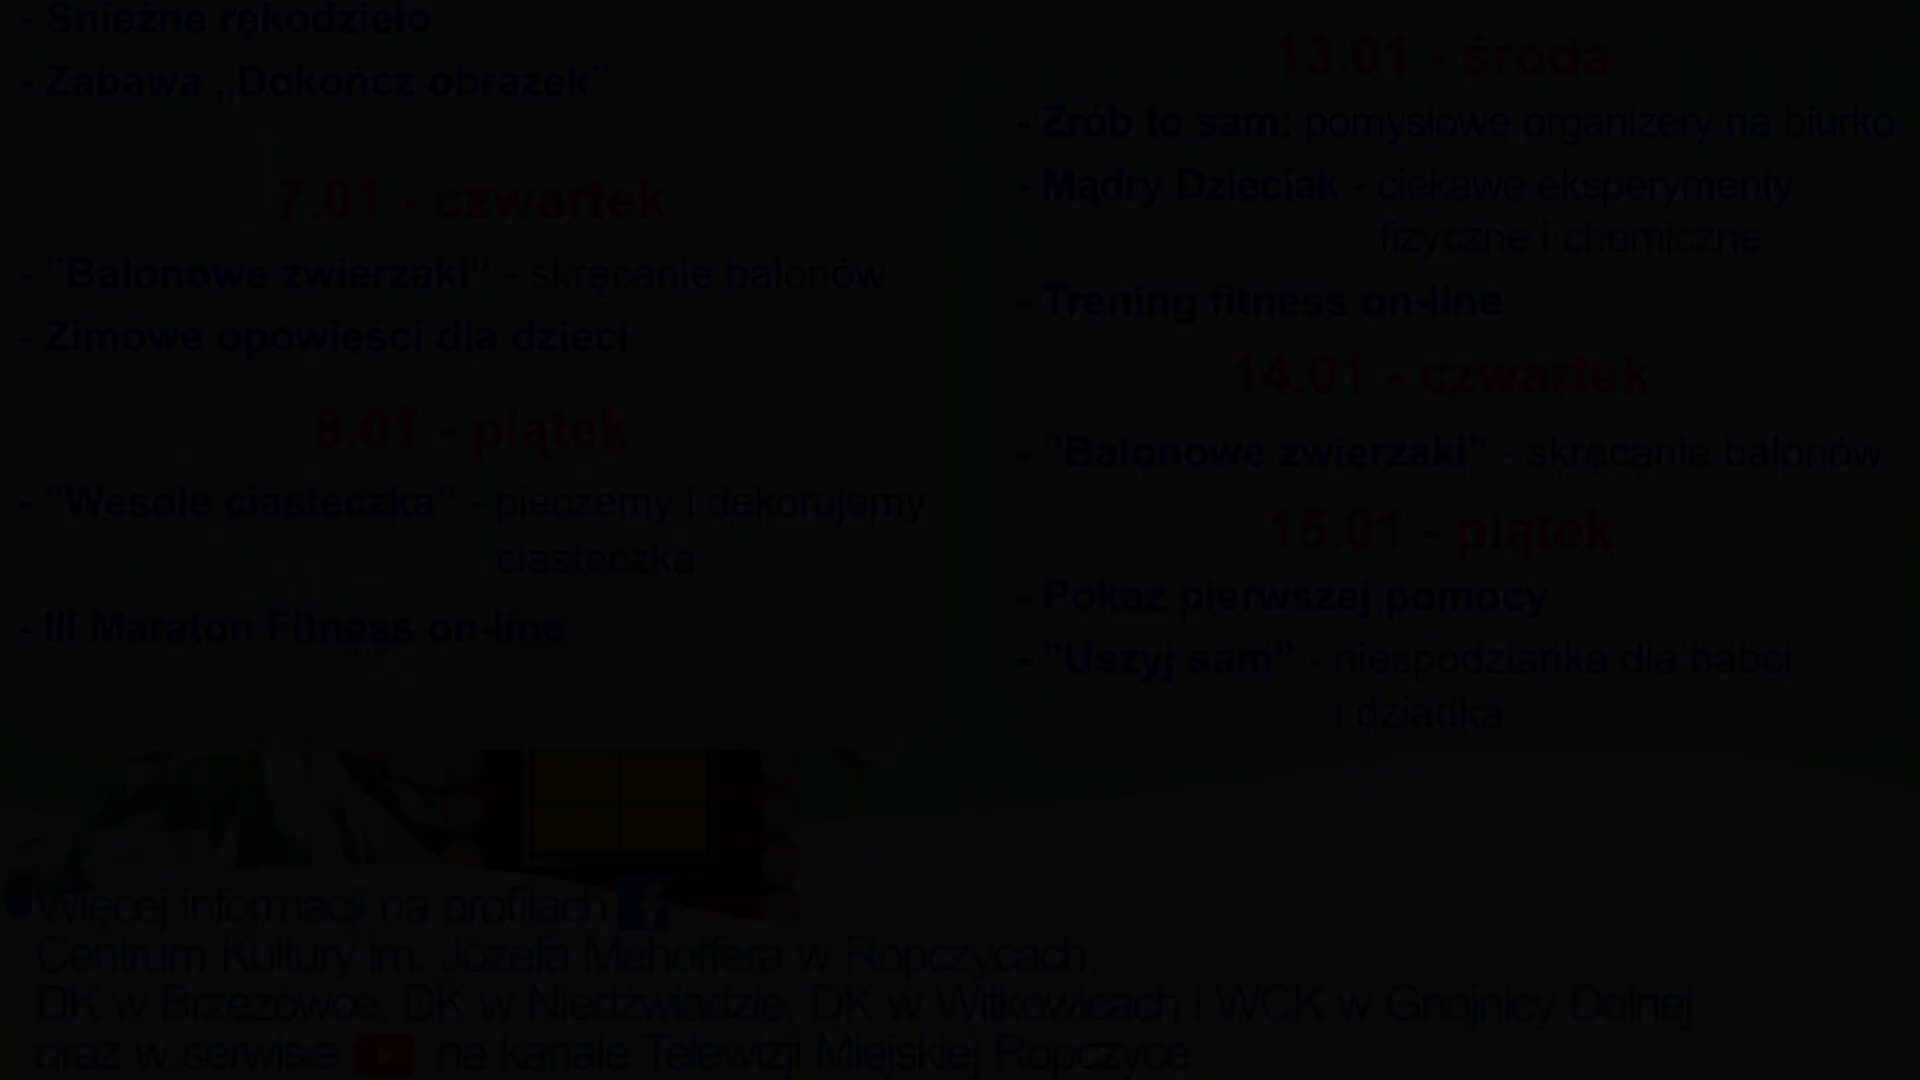 - Śnieżne rękodzieło
- Zabawa „Dokończ obrazek”
7.01 - czwartek
- "Balonowe zwierzaki" - skręcanie balonów
- Zimowe opowieści dla dzieci
8.01 - piątek
- "Wesołe ciasteczka" - pieczemy i dekorujemy
ciasteczka
- III Maraton Fitness on-line
13.01 - środa
- Zrób to sam: pomysłowe organizery na biurko
- Mądry Dzieciak - ciekawe eksperymenty
fizyczne i chemiczne
- Trening fitness on-line
14.01 - czwartek
- "Balonowe zwierzaki" - skręcanie balonów
15.01 - piątek
- Pokaz pierwszej pomocy
- "Uszyj sam" - niespodzianka dla babci
i dziadka
Więcej informacji na profilach f
Centrum Kultury im. Józefa Mehoffera w Ropczycach,
DK w Brzezówce, DK w Niedźwiadzie, DK w Witkowicach i WCK w Gnojnicy Dolnej
oraz w serwisie na kanale Telewizji Miejskiej Ropczyce